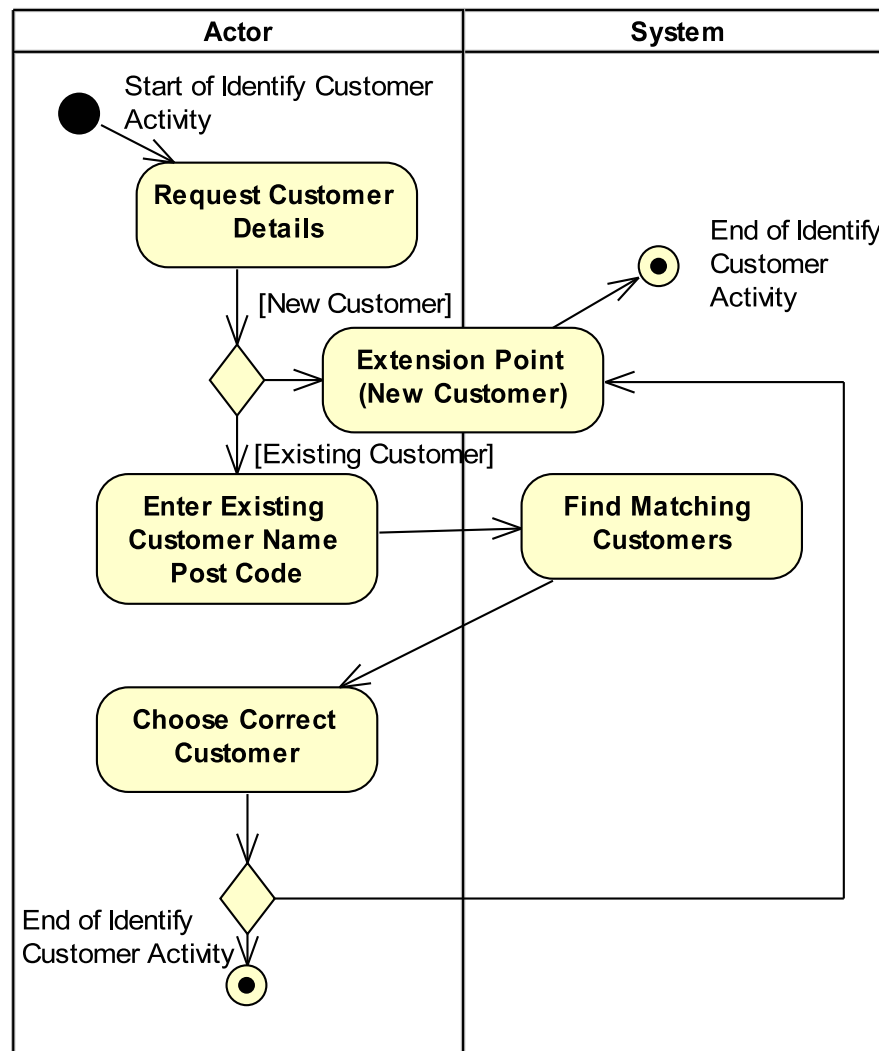 Actor
System
Start of Identify Customer
Activity
Request Customer
Details
End of Identify
Customer
Activity
[New Customer]
Extension Point
(New Customer)
[Existing Customer]
Enter Existing
Customer Name
Post Code
Find Matching
Customers
Choose Correct
Customer
End of Identify
Customer Activity